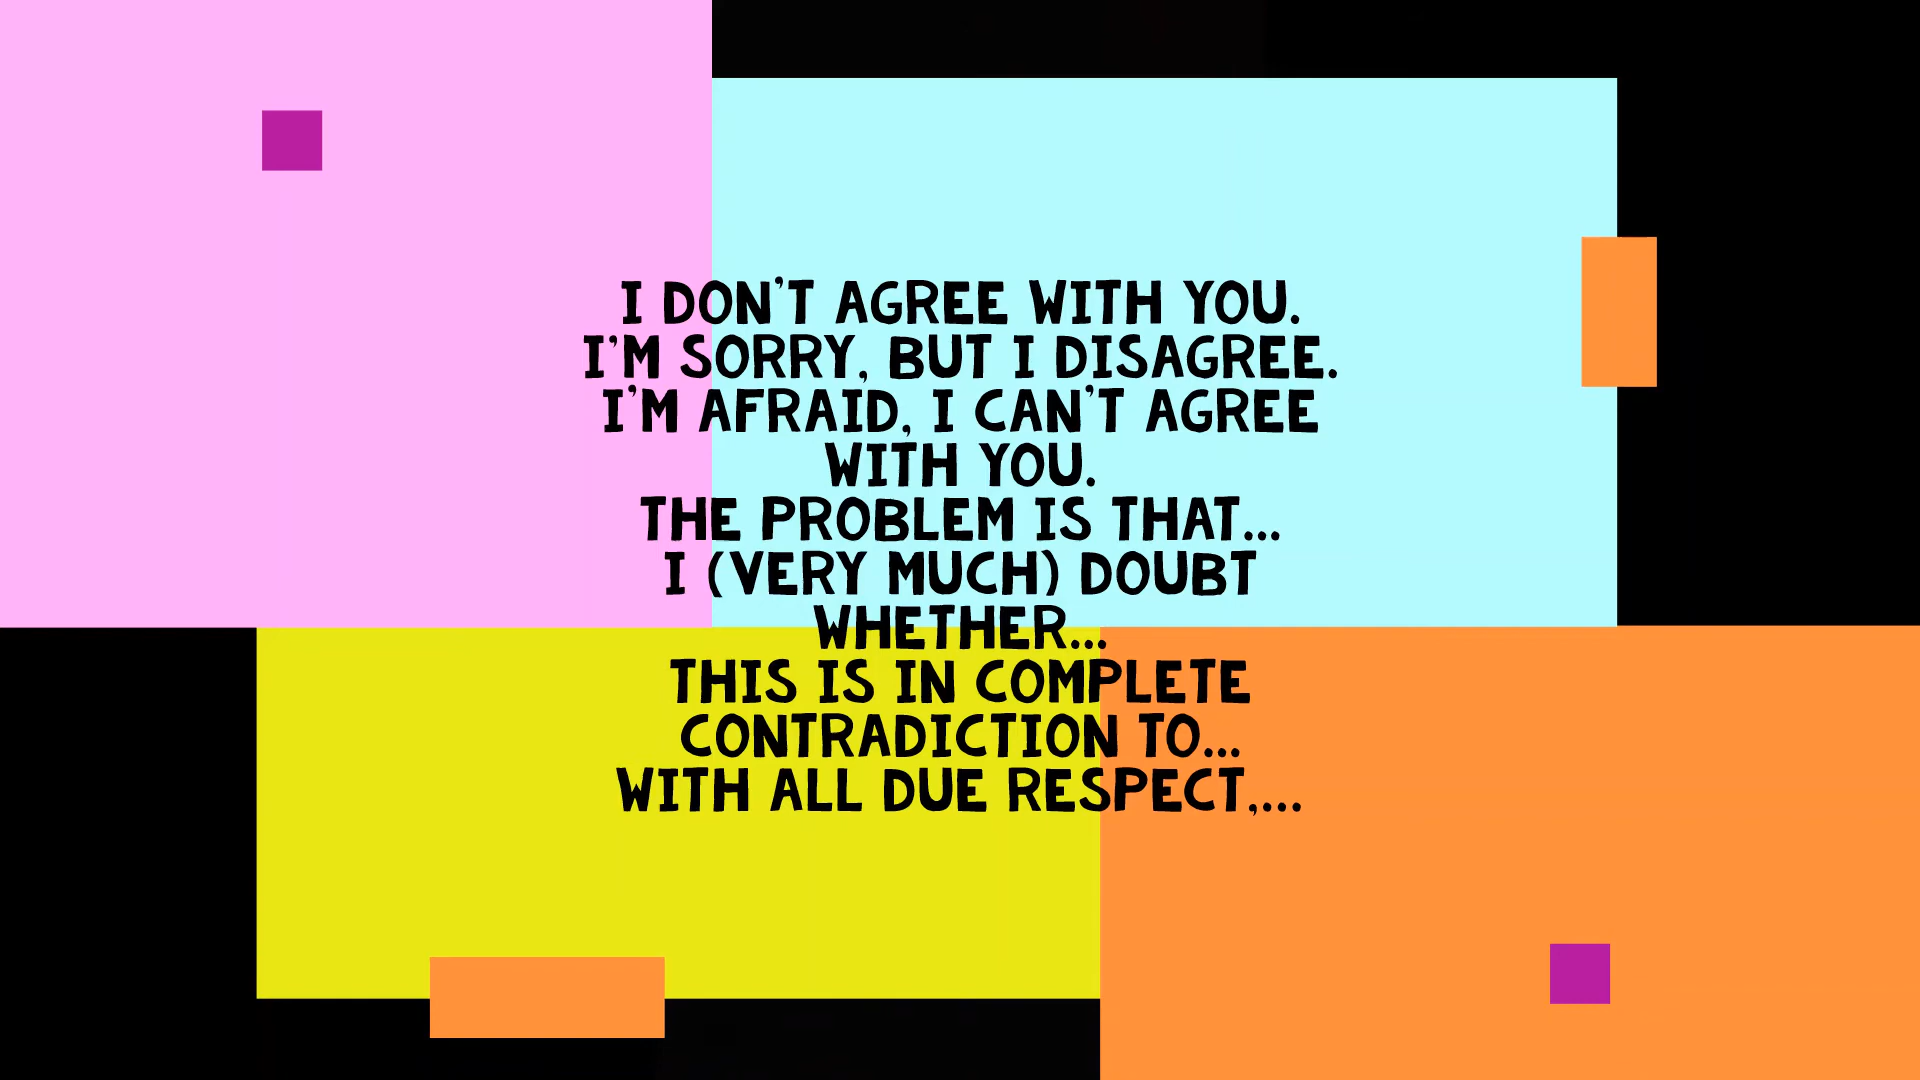 I DON'T AGREE WITH YOU.
I'M SORRY, BUT I DISAGREE.
I'M AFRAID, I CAN'T AGREE
WITH YOU.
THE PROBLEM IS THAT...
I (VERY MUCH) DOUBT
WHETHER...
THIS IS IN COMPLETE
CONTRADICTION TO...
WITH ALL DUE RESPECT,...